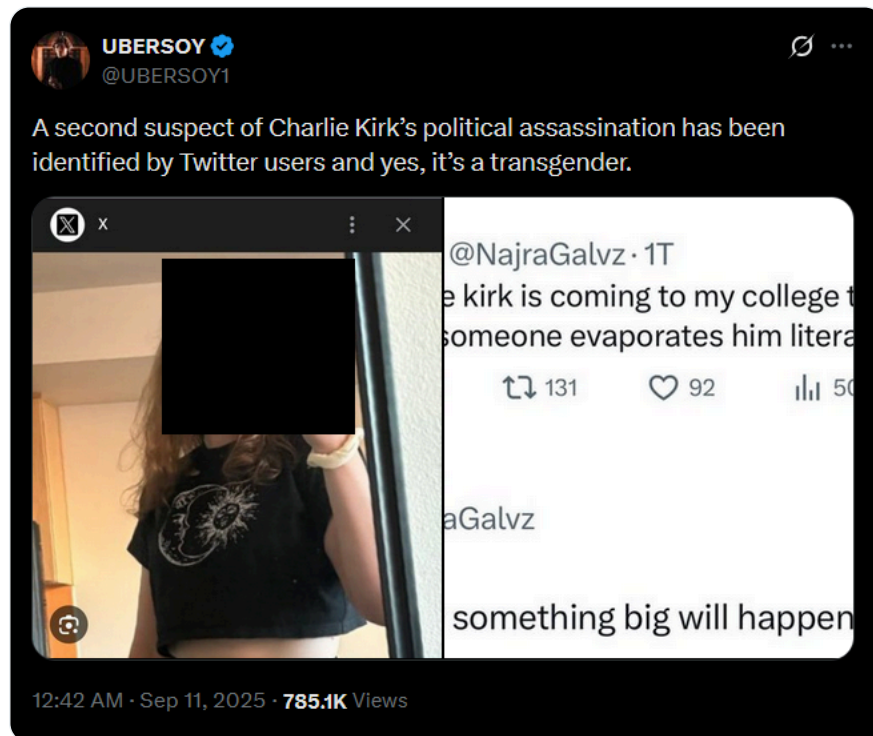 UBERSOY
@UBERSOY1
A second suspect of Charlie Kirk’s political assassination has been
identified by Twitter users and yes, it’s a transgender.
X
@NajraGalvz · 1T
kirk is coming to my college
someone evaporates him
131 92
aGalvz
something big will happen
12:42 AM · Sep 11, 2025 · 785.1K Views